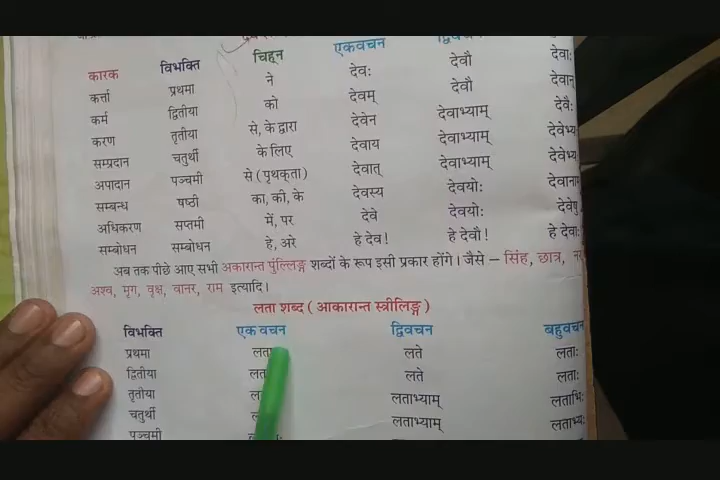 एकवचन
कारक विभक्ति चिह्न देवः देवौ देवाः
कर्त्ता प्रथमा ने देवम् देवौ देवान्
कर्म द्वितीया को देवेन देवाभ्याम् देवैः
करण तृतीया से, के द्वारा देवाय देवाभ्याम्
सम्प्रदान चतुर्थी के लिए देवात् देवाभ्याम्
अपादान पञ्चमी से (पृथक्ता) देवस्य देवयोः
सम्बन्ध षष्ठी का, की, के देवे देवयोः
अधिकरण सप्तमी में, पर हे देव! हे देवौ! हे देवाः
सम्बोधन सम्बोधन हे, अरे
अब तक पीछे आए सभी अकारान्त पुंल्लिङ्ग शब्दों के रूप इसी प्रकार होंगे। जैसे – सिंह, छात्र,
अश्व, मृग, वृक्ष, वानर, राम इत्यादि।
लता शब्द ( आकारान्त स्त्रीलिङ्ग )
विभक्ति एकवचन द्विवचन बहुवचन
प्रथमा लते लताः
द्वितीया लते लताः
तृतीया लताभ्याम् लताभिः
चतुर्थी लताभ्याम्
पञ्चमी